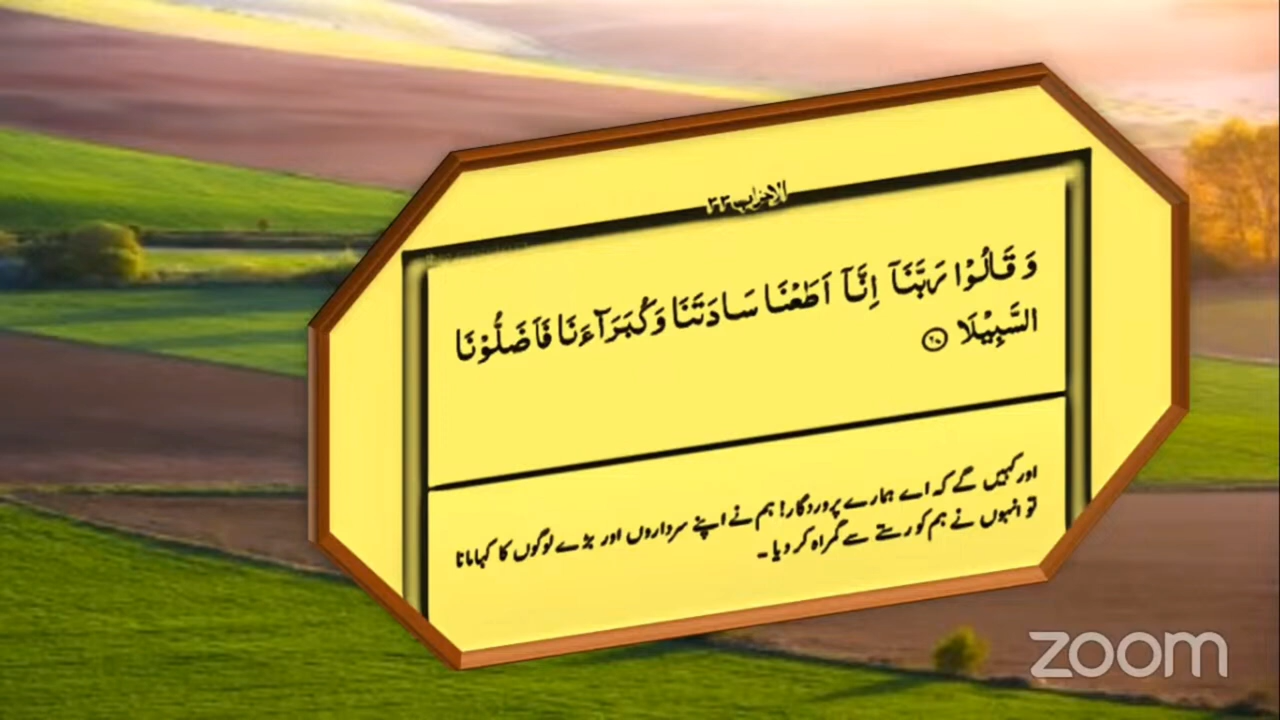 الاحزاب ٣٣
وَقَالُوْا رَبَّنَآ اِنَّآ اَطَعْنَا سَادَتَنَا وَكُبَرَآءَنَا فَاَضَلُّوْنَا
السَّبِيْلَا
اور کہیں گے کہ اے ہمارے پروردگار! ہم نے اپنے سرداروں اور بڑے لوگوں کا کہا مانا
تو انہوں نے ہم کو رستے سے گمراہ کر دیا۔
zoom